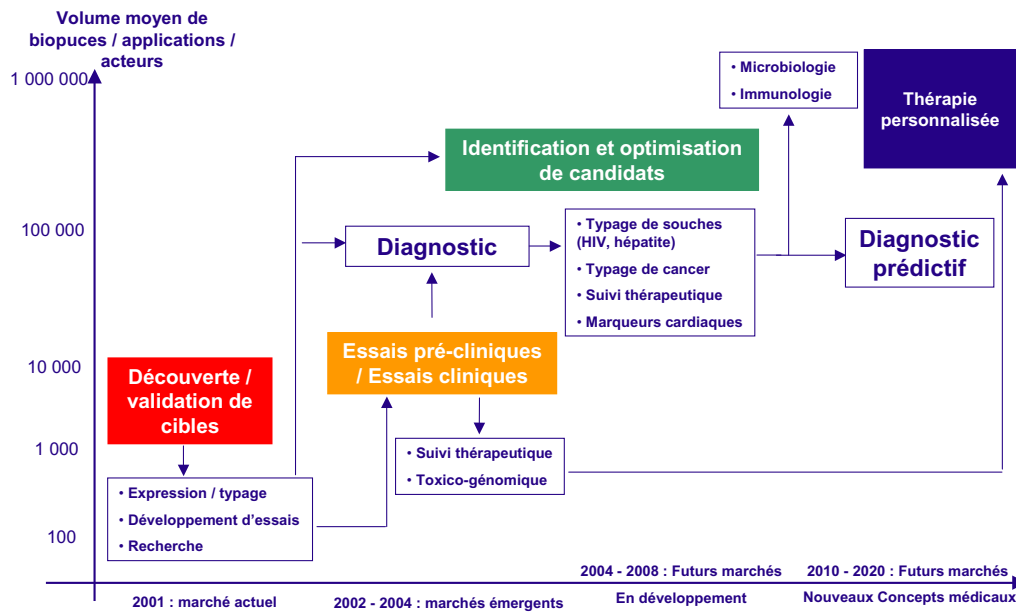 Volume moyen de
biopuces / applications /
acteurs
1 000 000
100 000
10 000
1 000
100
• Microbiologie
• Immunologie
Thérapie
personnalisée
Identification et optimisation
de candidats
Diagnostic
• Typage de souches
(HIV, hépatite)
• Typage de cancer
• Suivi thérapeutique
• Marqueurs cardiaques
Diagnostic
prédictif
Essais pré-cliniques
/ Essais cliniques
Découverte /
validation de
cibles
• Suivi thérapeutique
• Toxico-génomique
• Expression / typage
• Développement d'essais
• Recherche
2001 : marché actuel
2002 - 2004 : marchés émergents
2004 - 2008 : Futurs marchés
En développement
2010 - 2020 : Futurs marchés
Nouveaux Concepts médicaux